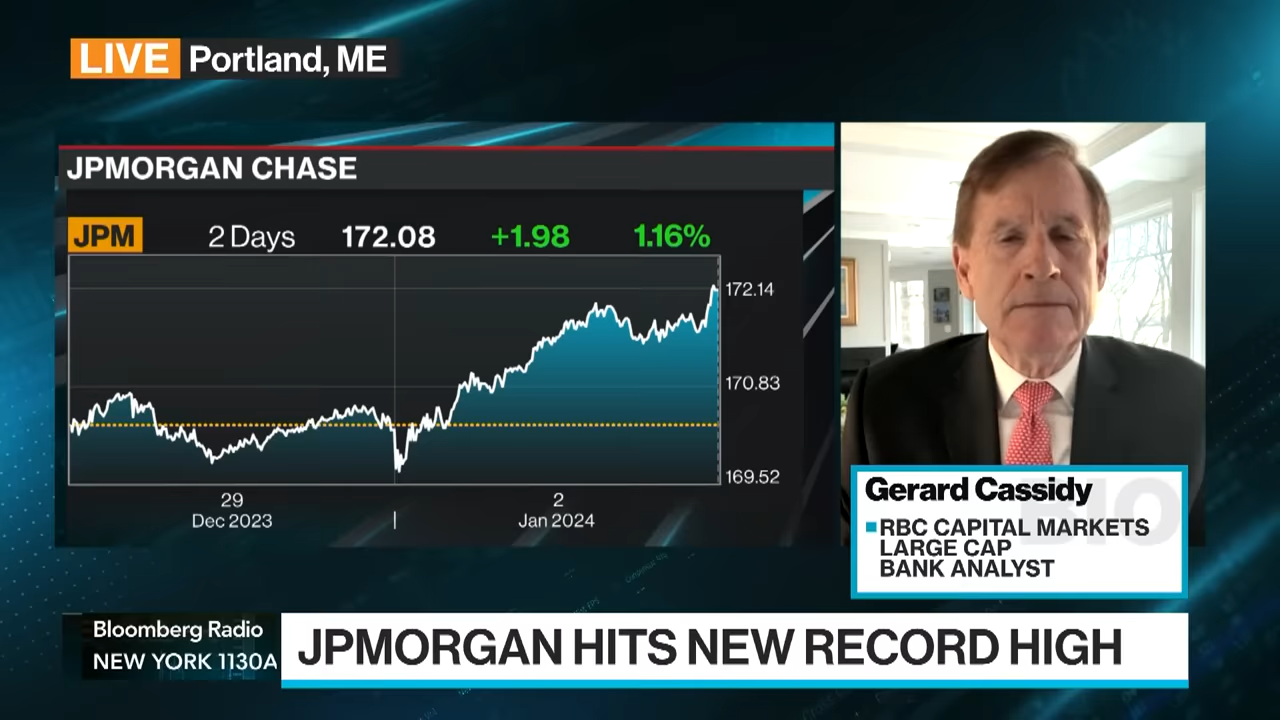 LIVE Portland, ME
JPMORGAN CHASE
JPM 2 Days 172.08 +1.98 1.16%
172.14
170.83
169.52
29 2
Dec 2023 Jan 2024
Gerard Cassidy
RBC CAPITAL MARKETS
LARGE CAP
BANK ANALYST
BIO
Bloomberg Radio
NEW YORK 1130A
JPMORGAN HITS NEW RECORD HIGH